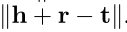 ‖h + r − t‖.